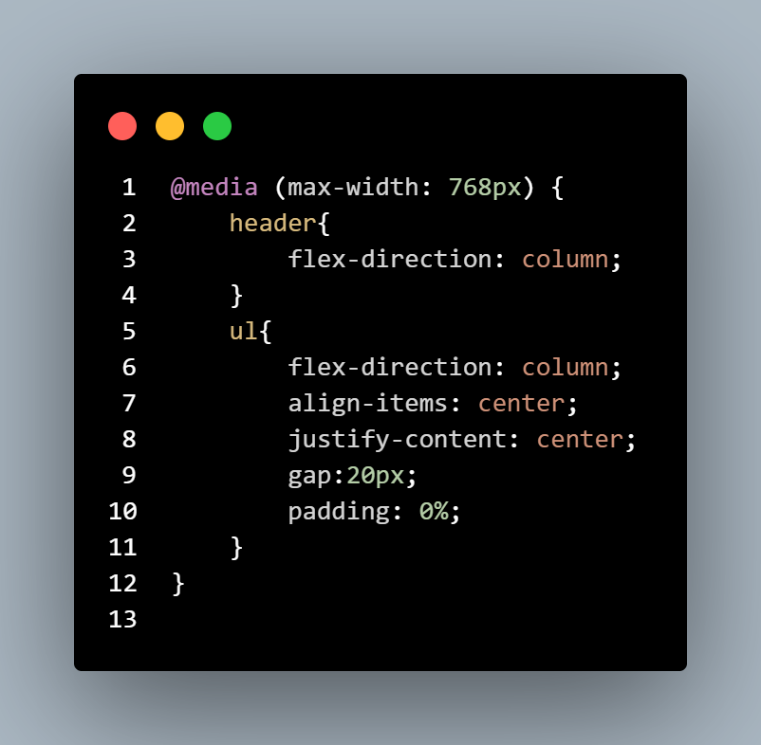 1 @media (max-width: 768px) {
2     header{
3         flex-direction: column;
4     }
5     ul{
6         flex-direction: column;
7         align-items: center;
8         justify-content: center;
9         gap:20px;
10         padding: 0%;
11     }
12 }
13